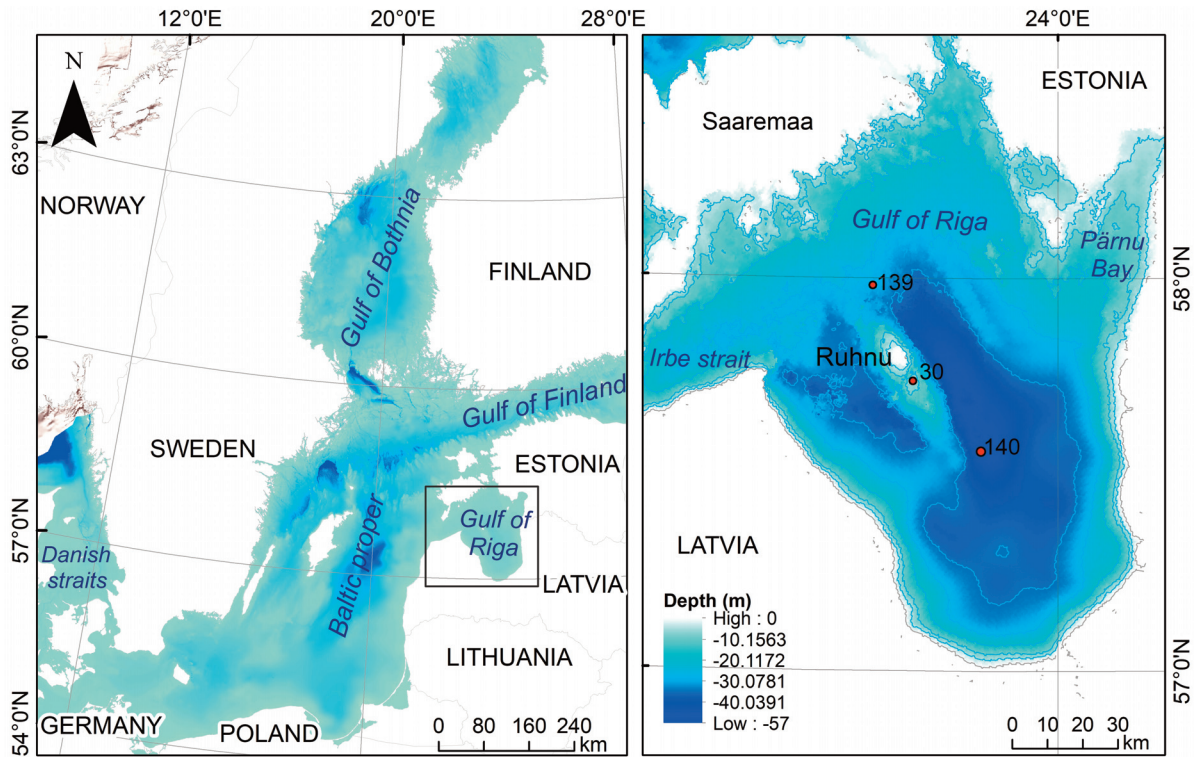 12°0'E
20°0'E
28°0'E
N
63°0'N
60°0'N
57°0'N
54°0'N
NORWAY
Gulf of Bothnia
FINLAND
SWEDEN
Gulf of Finland
ESTONIA
Baltic proper
Gulf of
Riga
Danish
straits
LATVIA
LITHUANIA
GERMANY
POLAND
0 80 160 240
km
24°0'E
ESTONIA
Saaremaa
Gulf of Riga
Pärnu
Bay
58°0'N
139
Irbe strait
Ruhnu
30
140
LATVIA
Depth (m)
High : 0
-10.1563
-20.1172
-30.0781
-40.0391
Low : -57
57°0'N
0 10 20 30
km